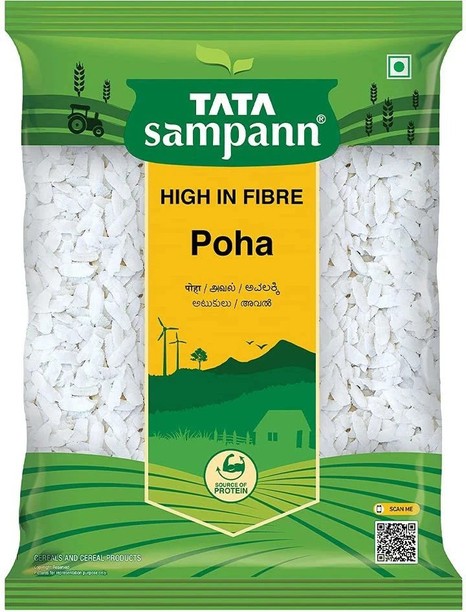 TATA
sampann®
HIGH IN FIBRE
Poha
पोहा / அவல் / ಅವಲಕ್ಕಿ
అటుకులు / അവൽ
SOURCE OF
PROTEIN
SCAN ME
CEREALS AND CEREAL PRODUCTS